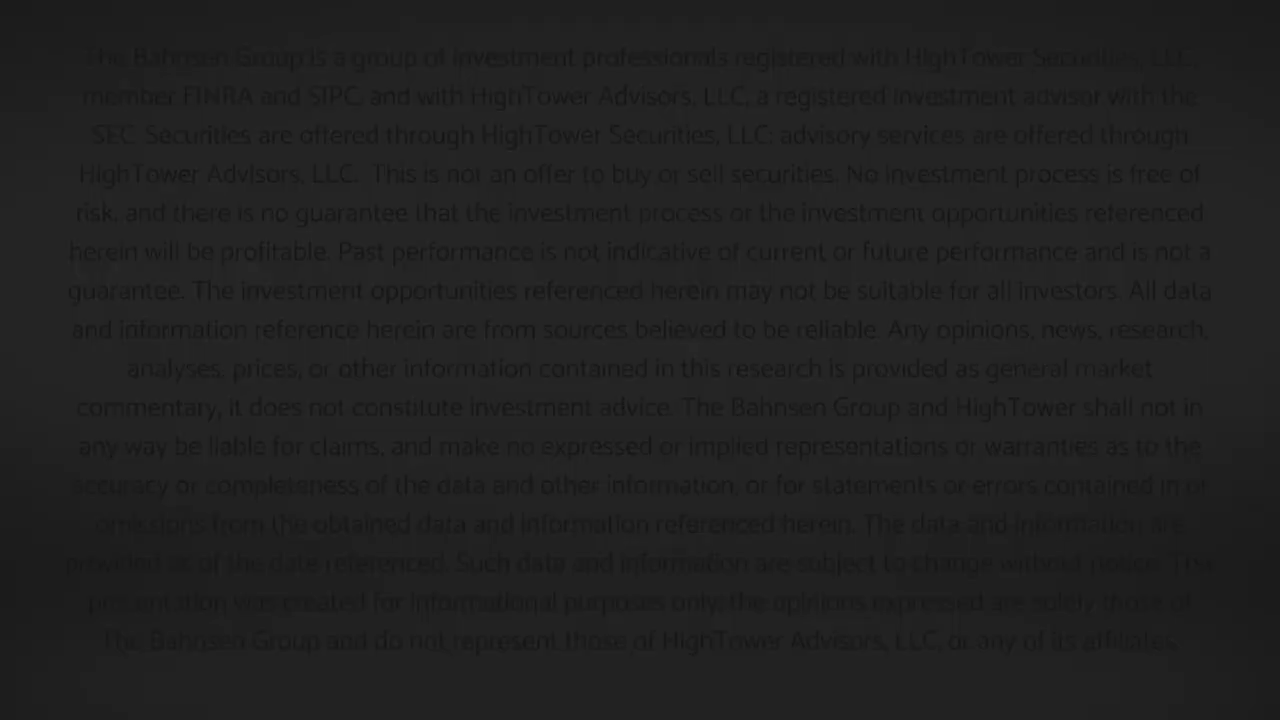 The Bahnsen Group is a group of investment professionals registered with HighTower Securities, LLC,
member FINRA and SIPC, and with HighTower Advisors, LLC, a registered investment advisor with the
SEC. Securities are offered through HighTower Securities, LLC; advisory services are offered through
HighTower Advisors, LLC. This is not an offer to buy or sell securities. No investment process is free of
risk, and there is no guarantee that the investment process or the investment opportunities referenced
herein will be profitable. Past performance is not indicative of current or future performance and is not a
guarantee. The investment opportunities referenced herein may not be suitable for all investors. All data
and information reference herein are from sources believed to be reliable. Any opinions, news, research,
analyses, prices, or other information contained in this research is provided as general market
commentary, it does not constitute investment advice. The Bahnsen Group and HighTower shall not in
any way be liable for claims, and make no expressed or implied representations or warranties as to the
accuracy or completeness of the data and other information, or for statements or errors contained in or
omissions from the obtained data and information referenced herein. The data and information are
provided as of the date referenced. Such data and information are subject to change without notice. The
presentation was created for informational purposes only; the opinions expressed are solely those of
The Bahnsen Group and do not represent those of HighTower Advisors, LLC, or any of its affiliates.